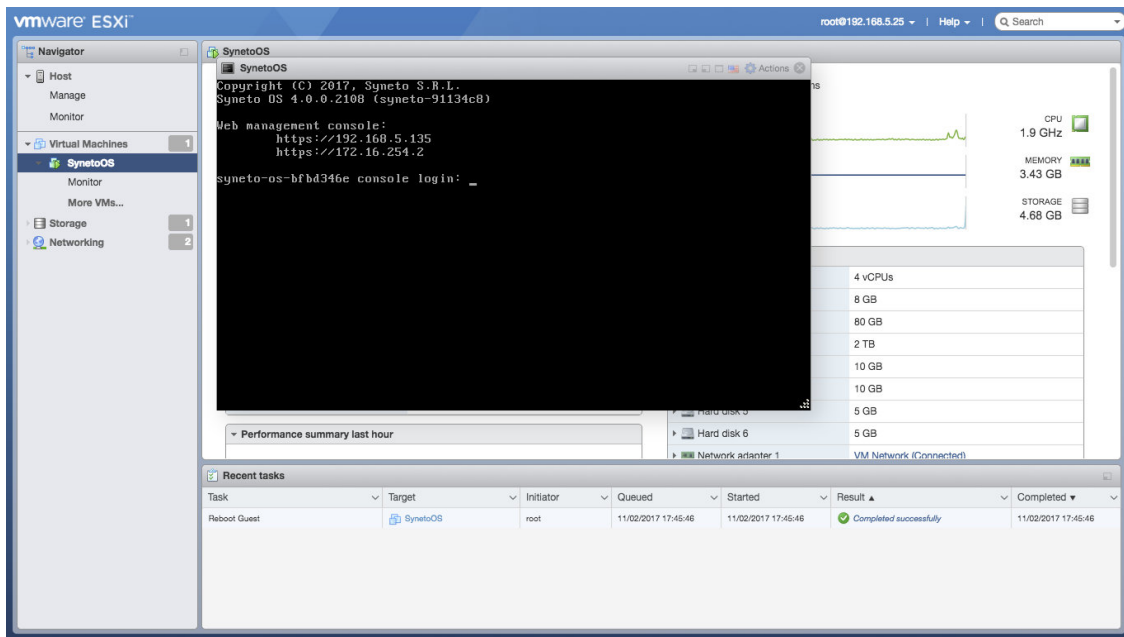 vmware ESXi™
root@192.168.5.25 | Help | Search
Navigator
Host
Manage
Monitor
Virtual Machines 1
SynetoOS
Monitor
More VMs...
Storage 1
Networking 2
SynetoOS
SynetoOS Actions
Copyright (C) 2017, Syneto S.R.L.
Syneto OS 4.0.0.2108 (syneto-91134c8)
Web management console:
https://192.168.5.135
https://172.16.254.2
syneto-os-bfbd346e console login: _
CPU
1.9 GHz
MEMORY
3.43 GB
STORAGE
4.68 GB
4 vCPUs
8 GB
80 GB
2 TB
10 GB
10 GB
Hard disk 5 5 GB
Hard disk 6 5 GB
Network adapter 1 VM Network (Connected)
Performance summary last hour
Recent tasks
Task Target Initiator Queued Started Result ▲ Completed ▼
Reboot Guest SynetoOS root 11/02/2017 17:45:46 11/02/2017 17:45:46 Completed successfully 11/02/2017 17:45:46